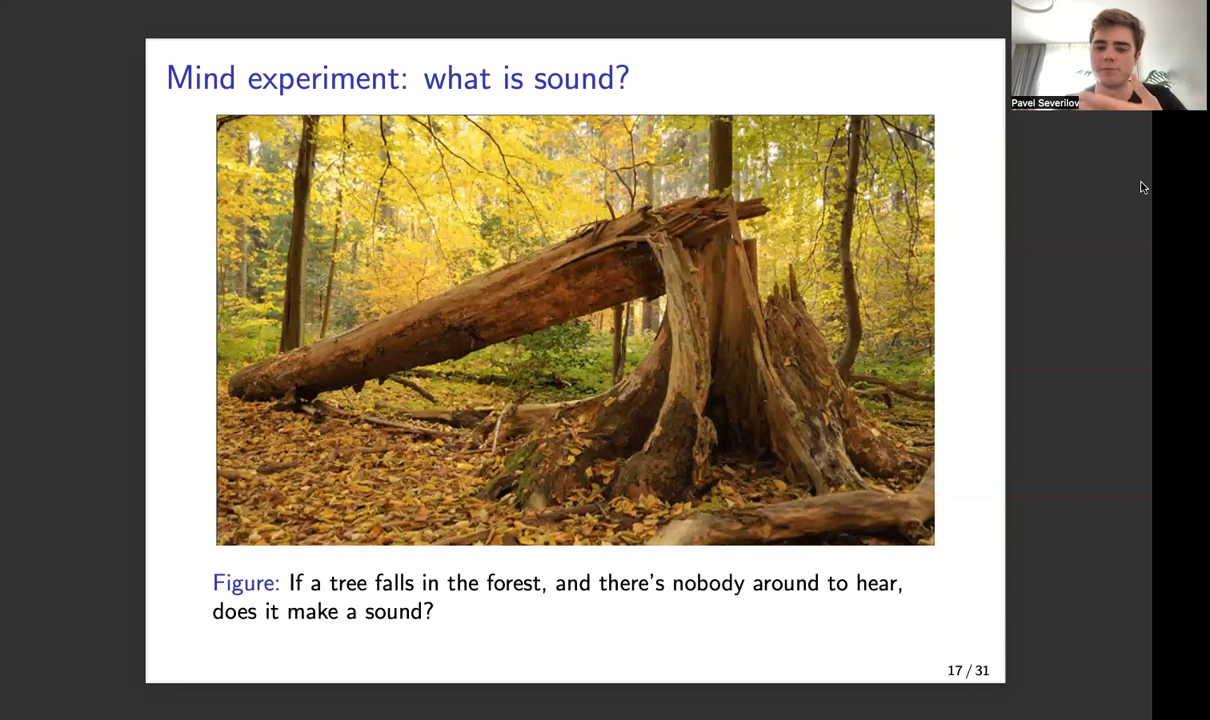 Mind experiment: what is sound?
Pavel Severilov
Figure: If a tree falls in the forest, and there's nobody around to hear,
does it make a sound?
17 / 31